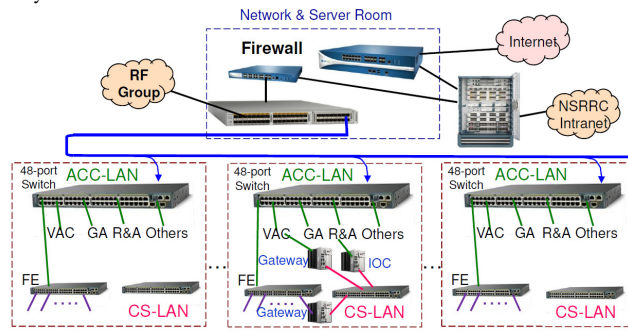 Network & Server Room
Firewall
Internet
RF
Group
NSRRC
Intranet
48-port
Switch
ACC-LAN
VAC GA R&A Others
FE
CS-LAN
...
48-port
Switch
ACC-LAN
VAC GA R&A Others
Gateway
IOC
FE
Gateway
CS-LAN
...
48-port
Switch
ACC-LAN
VAC GA R&A Others
FE
CS-LAN